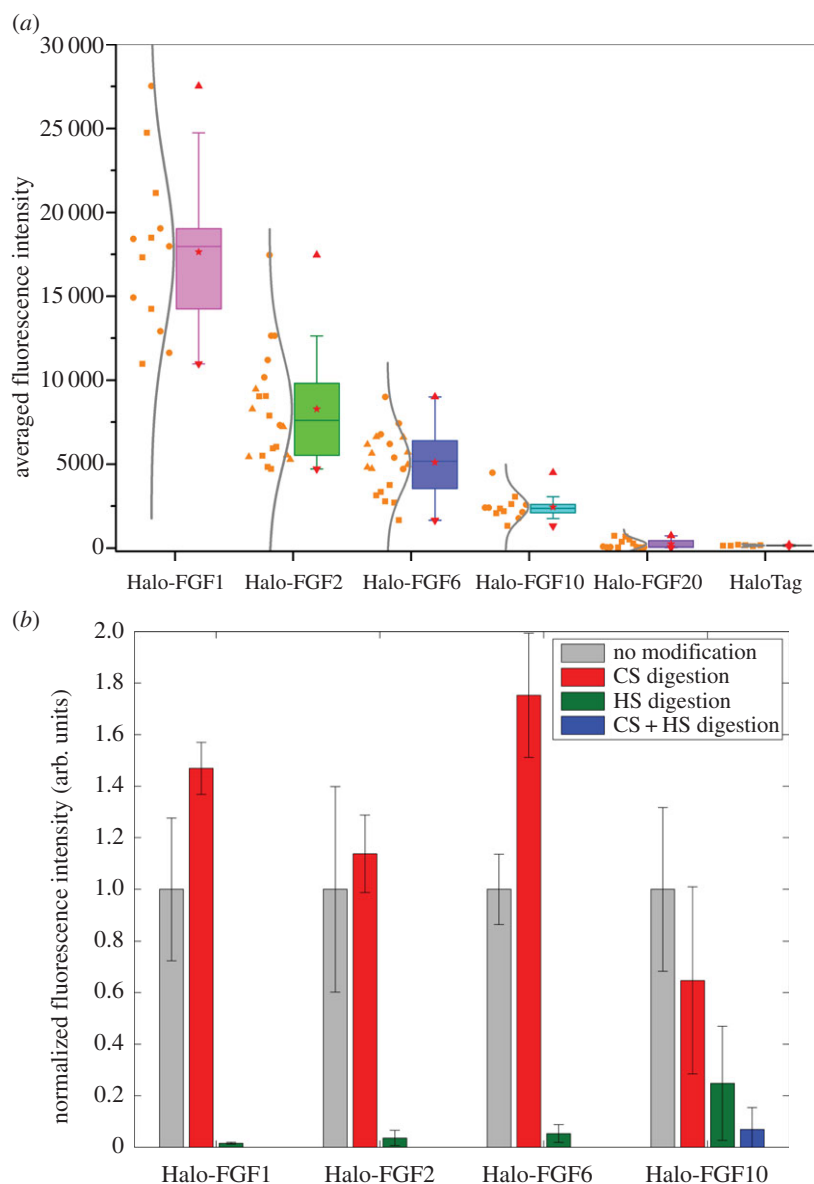 (a)
30 000
25 000
20 000
15 000
10 000
5000
0
averaged fluorescence intensity
Halo-FGF1 Halo-FGF2 Halo-FGF6 Halo-FGF10 Halo-FGF20 HaloTag
(b)
2.0
1.8
1.6
1.4
1.2
1.0
0.8
0.6
0.4
0.2
0
normalized fluorescence intensity (arb. units)
no modification
CS digestion
HS digestion
CS + HS digestion
Halo-FGF1 Halo-FGF2 Halo-FGF6 Halo-FGF10